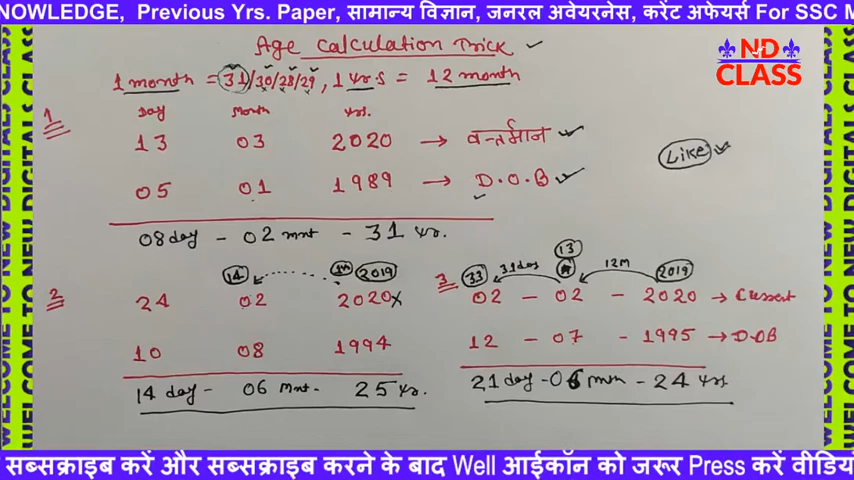 NOWLEDGE, Previous Yrs. Paper, सामान्य विज्ञान, जनरल अवेयरनेस, करेंट अफेयर्स For SSC M
Age Calculation Trick
ND
CLASS
1 month = 31/30/28/29, 1 yrs = 12 month
1
Day Month Yrs.
13 03 2020 → वर्न्तमान
Like
05 01 1989 → D.O.B
08 day - 02 mnt - 31 Yr.
2
14 2019
24 02 2020
10 08 1994
14 day - 06 mnt - 25 Yr.
3
13
33 31 days 12M 2019
02 - 02 - 2020 → Current
12 - 07 - 1995 → D.OB
21 day - 06 mnth - 24 Yrs
WELCOME TO NEW DIGITALS CLASS
सब्सक्राइब करें और सब्सक्राइब करने के बाद Well आईकॉन को जरूर Press करें वीडियो